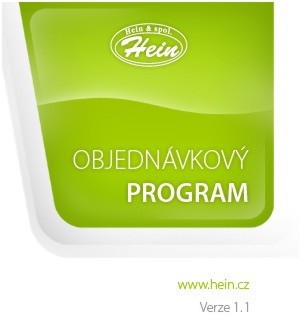 Hein & spol.
Hein
OBJEDNÁVKOVÝ
PROGRAM
www.hein.cz
Verze 1.1